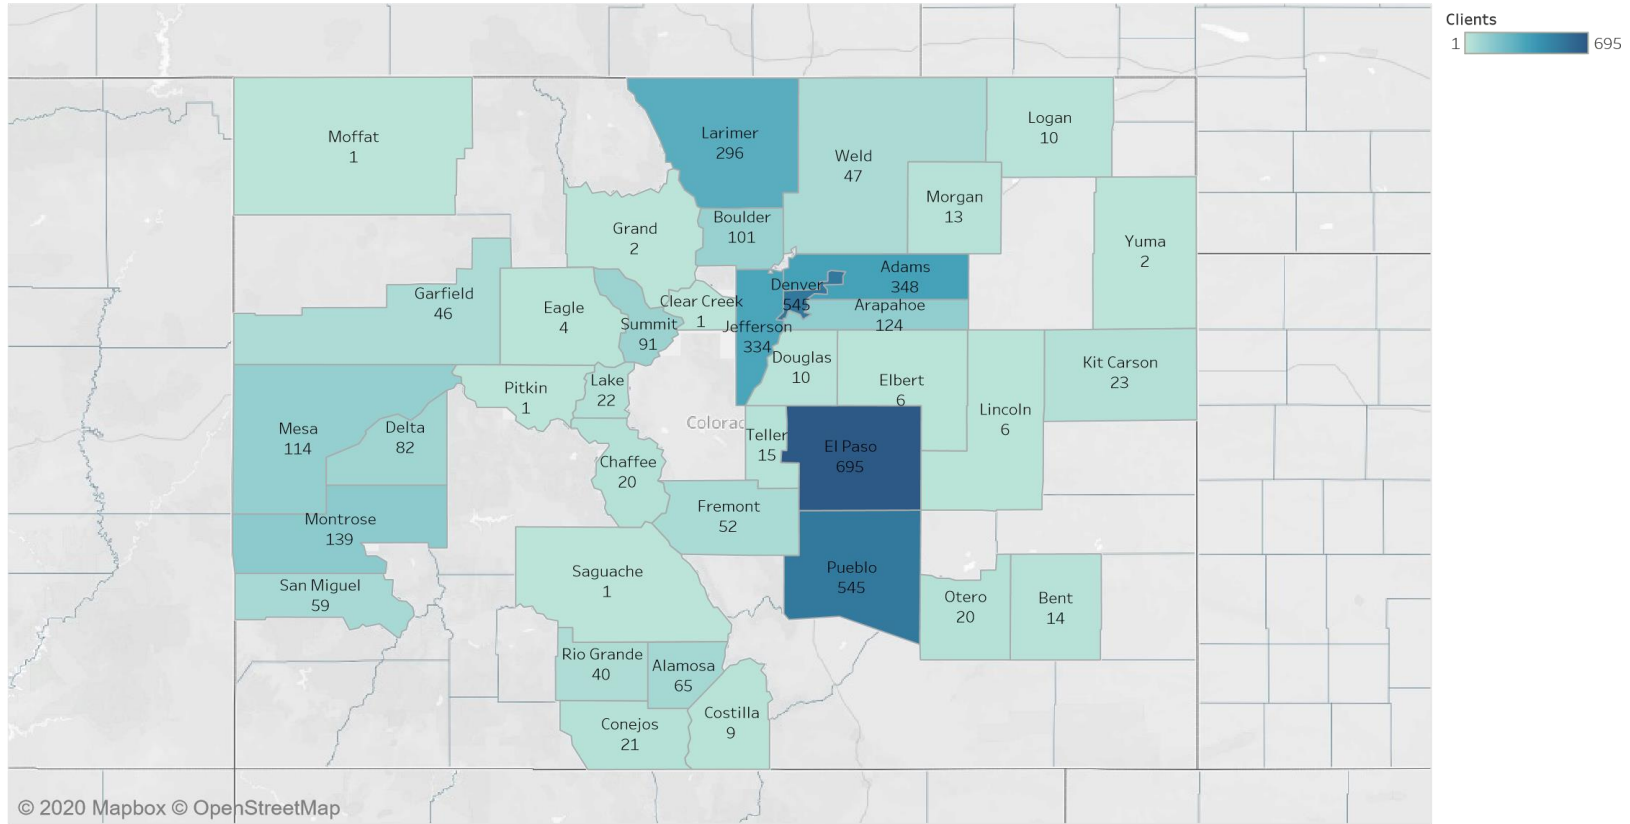 Clients
1 695
Moffat
1
Larimer
296
Weld
47
Logan
10
Morgan
13
Yuma
2
Grand
2
Boulder
101
Garfield
46
Eagle
4
Summit
91
Clear Creek
1
Jefferson
334
Denver
545
Adams
348
Arapahoe
124
Douglas
10
Elbert
6
Lincoln
6
Kit Carson
23
Pitkin
1
Lake
22
Mesa
114
Delta
82
Colorac
Teller
15
El Paso
695
Chaffee
20
Fremont
52
Montrose
139
San Miguel
59
Saguache
1
Pueblo
545
Otero
20
Bent
14
Rio Grande
40
Alamosa
65
Conejos
21
Costilla
9
© 2020 Mapbox © OpenStreetMap